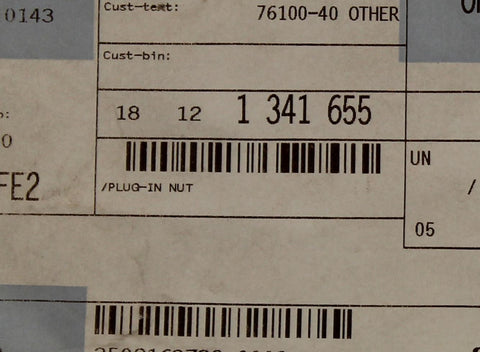 0143
Cust-text:
76100-40 OTHER
Cust-bin:
18 12 1 341 655
0
UN
/PLUG-IN NUT
/
FE2
05